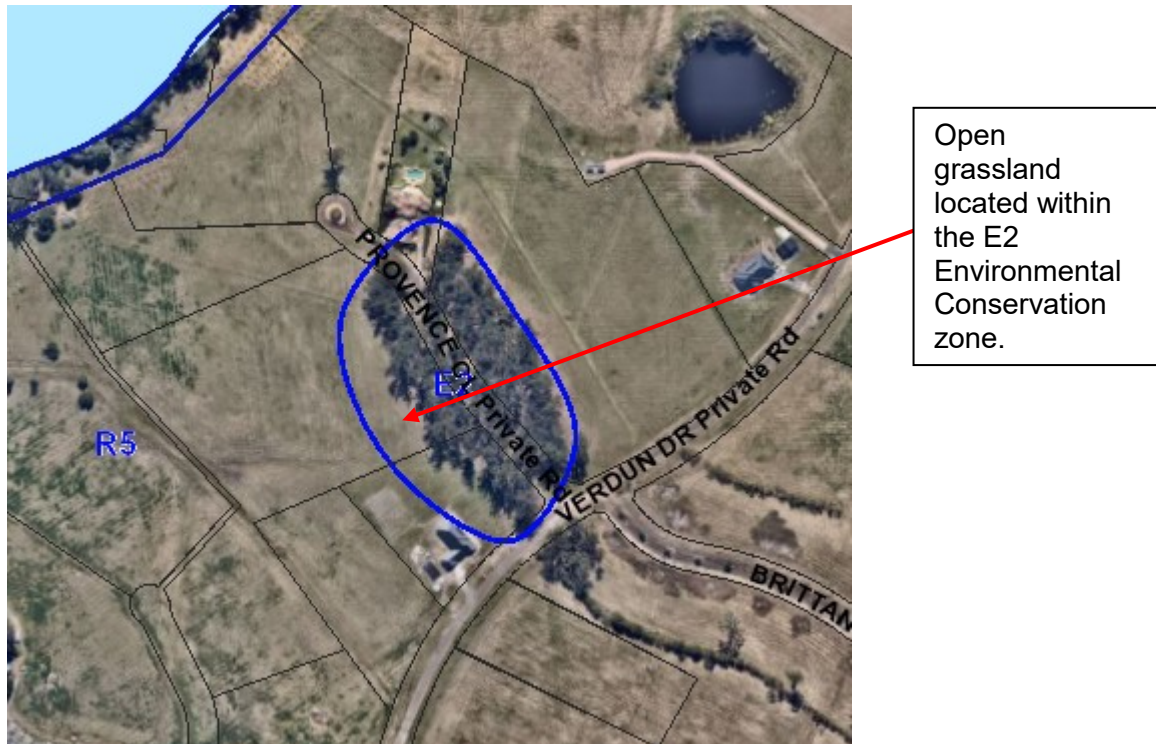 Open
grassland
located within
the E2
Environmental
Conservation
zone.
PROVENCE CL Private Rd
E2
R5
VERDUN DR Private Rd
BRITTAN